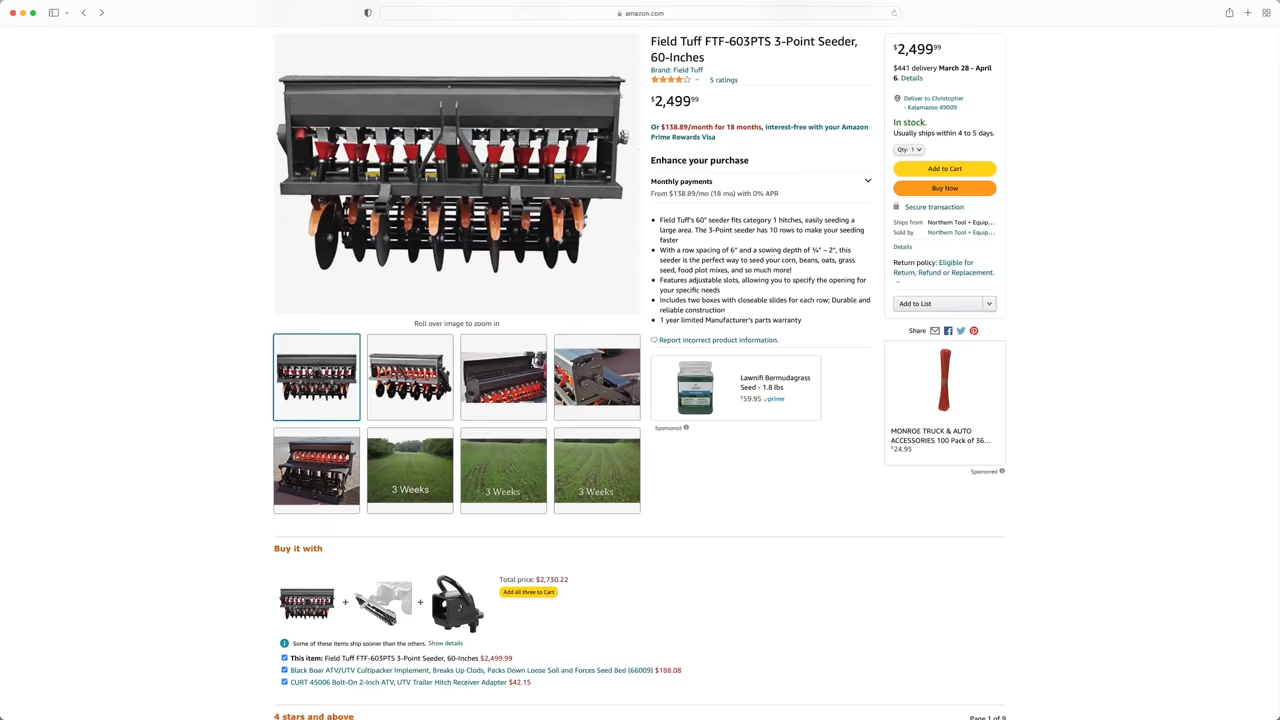 amazon.com
Field Tuff FTF-603PTS 3-Point Seeder,
60-Inches
Brand: Field Tuff
5 ratings
$2,499.99
Or $138.89/month for 18 months, interest-free with your Amazon
Prime Rewards Visa
Enhance your purchase
Monthly payments
From $138.89/mo (18 mo) with 0% APR
Field Tuff's 60" seeder fits category 1 hitches, easily seeding a
large area. The 3-Point seeder has 10 rows to make your seeding
faster
With a row spacing of 6" and a sowing depth of ¾" – 2", this
seeder is the perfect way to seed your corn, beans, oats, grass
seed, food plot mixes, and so much more!
Features adjustable slots, allowing you to specify the opening for
your specific needs
Includes two boxes with closeable slides for each row; Durable and
reliable construction
1 year limited Manufacturer's parts warranty
Report incorrect product information.
Lawnifi Bermudagrass
Seed - 1.8 lbs
$59.95 prime
Sponsored
$2,499.99
$441 delivery March 28 - April
6. Details
Deliver to Christopher
- Kalamazoo 49009
In stock.
Usually ships within 4 to 5 days.
Qty: 1
Add to Cart
Buy Now
Secure transaction
Ships from Northern Tool + Equip...
Sold by Northern Tool + Equip...
Details
Return policy: Eligible for
Return, Refund or Replacement.
Add to List
Share
MONROE TRUCK & AUTO
ACCESSORIES 100 Pack of 36...
$24.95
Sponsored
Roll over image to zoom in
3 Weeks
3 Weeks
3 Weeks
Buy it with
Total price: $2,730.22
Add all three to Cart
Some of these items ship sooner than the others. Show details
This item: Field Tuff FTF-603PTS 3-Point Seeder, 60-Inches $2,499.99
Black Boar ATV/UTV Cultipacker Implement, Breaks Up Clods, Packs Down Loose Soil and Forces Seed Bed (66009) $188.08
CURT 45006 Bolt-On 2-Inch ATV, UTV Trailer Hitch Receiver Adapter $42.15
4 stars and above
Page 1 of 9